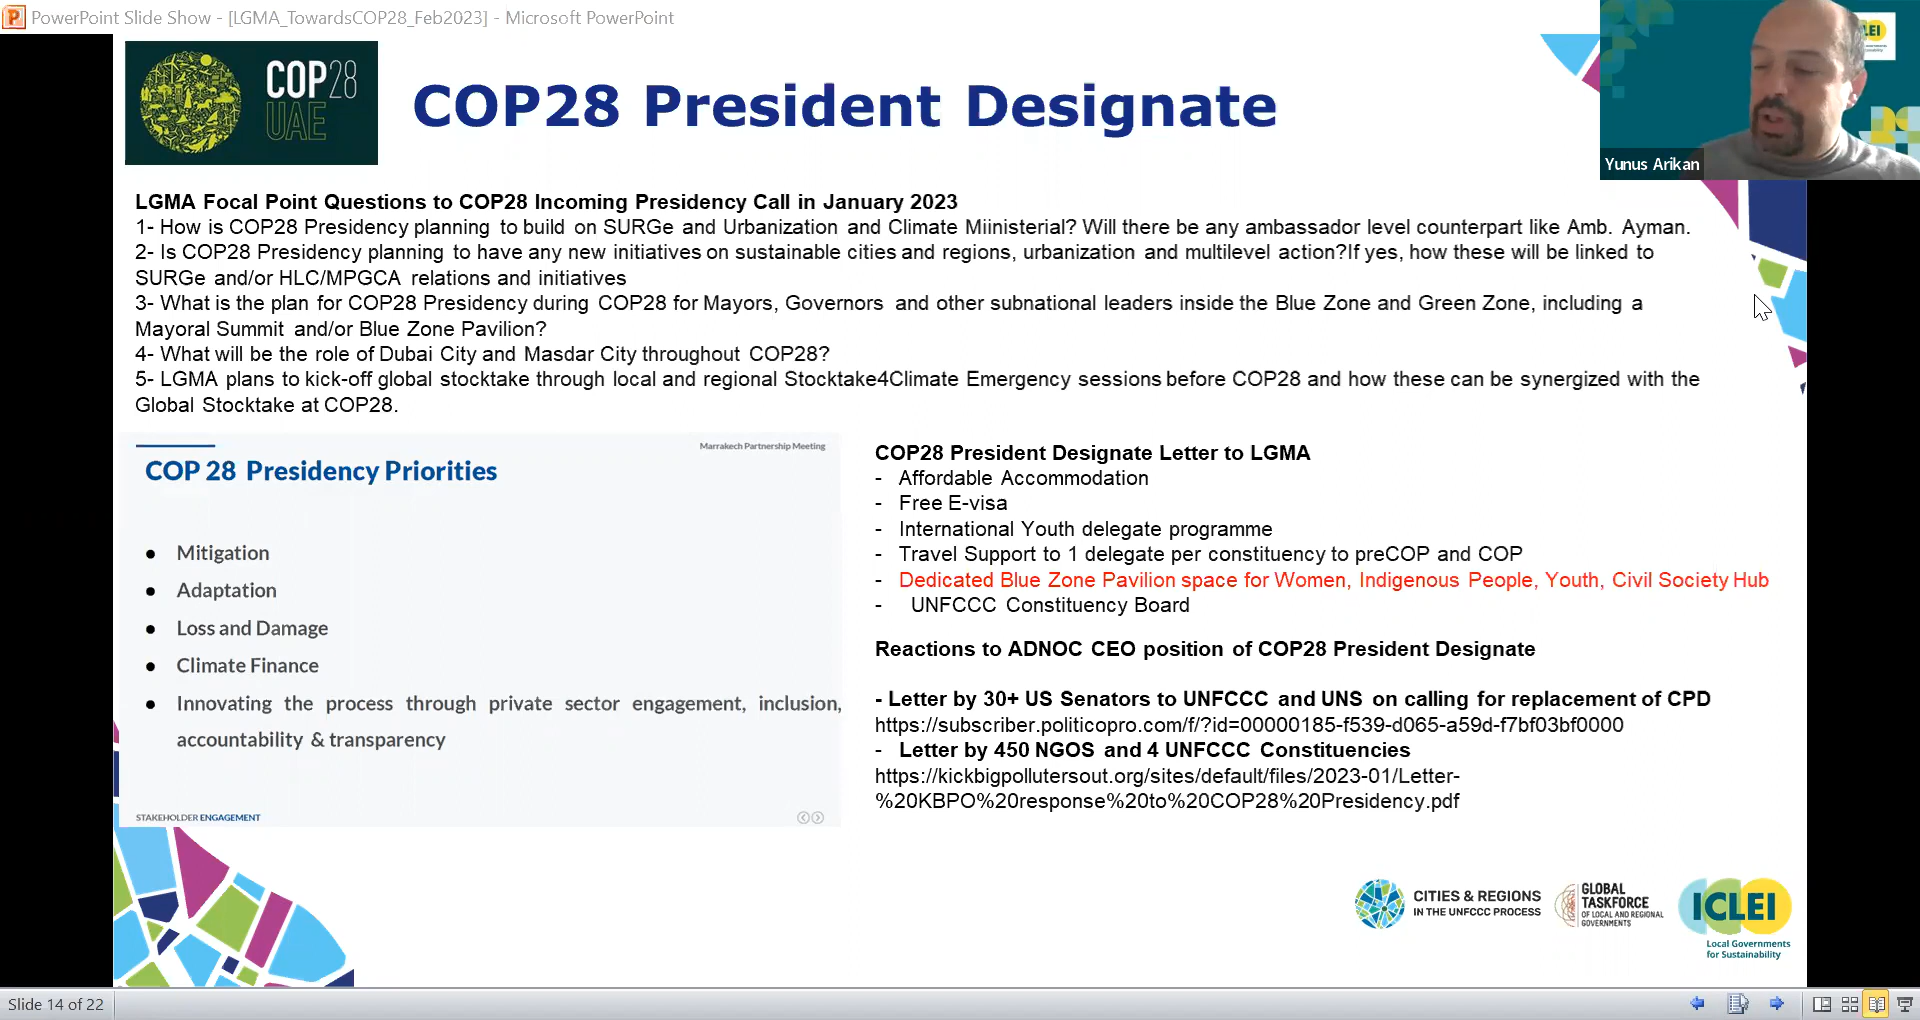 PowerPoint Slide Show - [LGMA_TowardsCOP28_Feb2023] - Microsoft PowerPoint
COP28
UAE
COP28 President Designate
ICLEI
Yunus Arikan
LGMA Focal Point Questions to COP28 Incoming Presidency Call in January 2023
1- How is COP28 Presidency planning to build on SURGe and Urbanization and Climate Miinisterial? Will there be any ambassador level counterpart like Amb. Ayman.
2- Is COP28 Presidency planning to have any new initiatives on sustainable cities and regions, urbanization and multilevel action?If yes, how these will be linked to
SURGe and/or HLC/MPGCA relations and initiatives
3- What is the plan for COP28 Presidency during COP28 for Mayors, Governors and other subnational leaders inside the Blue Zone and Green Zone, including a
Mayoral Summit and/or Blue Zone Pavilion?
4- What will be the role of Dubai City and Masdar City throughout COP28?
5- LGMA plans to kick-off global stocktake through local and regional Stocktake4Climate Emergency sessions before COP28 and how these can be synergized with the
Global Stocktake at COP28.
Marrakech Partnership Meeting
COP 28 Presidency Priorities
● Mitigation
● Adaptation
● Loss and Damage
● Climate Finance
● Innovating the process through private sector engagement, inclusion,
accountability & transparency
STAKEHOLDER ENGAGEMENT
COP28 President Designate Letter to LGMA
- Affordable Accommodation
- Free E-visa
- International Youth delegate programme
- Travel Support to 1 delegate per constituency to preCOP and COP
- Dedicated Blue Zone Pavilion space for Women, Indigenous People, Youth, Civil Society Hub
- UNFCCC Constituency Board
Reactions to ADNOC CEO position of COP28 President Designate
- Letter by 30+ US Senators to UNFCCC and UNS on calling for replacement of CPD
https://subscriber.politicopro.com/f/?id=00000185-f539-d065-a59d-f7bf03bf0000
- Letter by 450 NGOS and 4 UNFCCC Constituencies
https://kickbigpollutersout.org/sites/default/files/2023-01/Letter-
%20KBPO%20response%20to%20COP28%20Presidency.pdf
CITIES & REGIONS
IN THE UNFCCC PROCESS
GLOBAL
TASKFORCE
OF LOCAL AND REGIONAL
GOVERNMENTS
ICLEI
Local Governments
for Sustainability
Slide 14 of 22